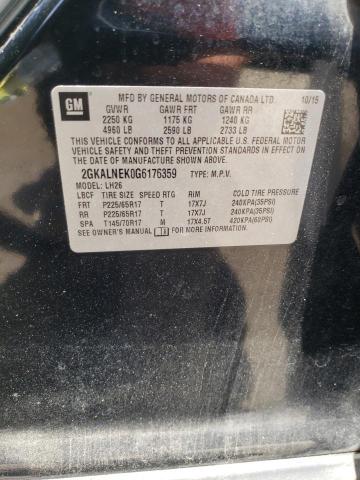 GM
MFD BY GENERAL MOTORS OF CANADA LTD. 10/15
GVWR GAWR FRT GAWR RR
2250 KG 1175 KG 1240 KG
4960 LB 2590 LB 2733 LB
THIS VEHICLE CONFORMS TO ALL APPLICABLE U.S. FEDERAL MOTOR
VEHICLE SAFETY AND THEFT PREVENTION STANDARDS IN EFFECT ON THE
DATE OF MANUFACTURE SHOWN ABOVE.
2GKALNEK0G6176359 TYPE: M.P.V.
MODEL: LH26
LBCF TIRE SIZE SPEED RTG RIM COLD TIRE PRESSURE
FRT P225/65R17 T 17X7J 240KPA(35PSI)
RR P225/65R17 T 17X7J 240KPA(35PSI)
SPA T145/70R17 M 17X4.5T 420KPA(60PSI)
SEE OWNER'S MANUAL FOR MORE INFORMATION.